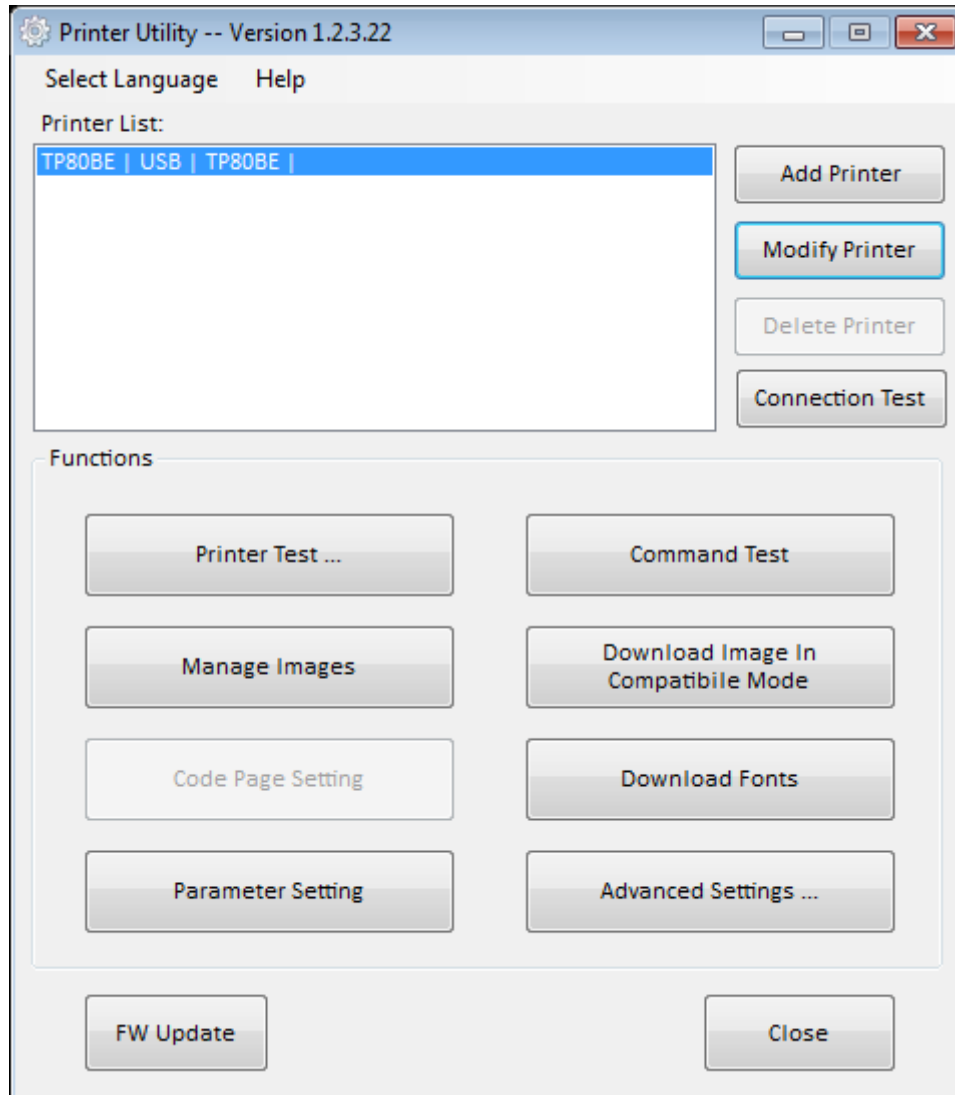 Printer Utility -- Version 1.2.3.22
Select Language Help
Printer List:
TP80BE | USB | TP80BE |
Add Printer
Modify Printer
Delete Printer
Connection Test
Functions
Printer Test ...
Command Test
Manage Images
Download Image In
Compatibile Mode
Code Page Setting
Download Fonts
Parameter Setting
Advanced Settings ...
FW Update
Close